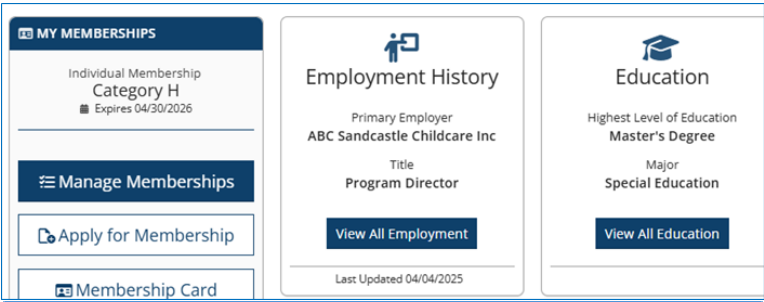 MY MEMBERSHIPS
Individual Membership
Category H
Expires 04/30/2026
Manage Memberships
Apply for Membership
Membership Card
Employment History
Primary Employer
ABC Sandcastle Childcare Inc
Title
Program Director
View All Employment
Last Updated 04/04/2025
Education
Highest Level of Education
Master's Degree
Major
Special Education
View All Education